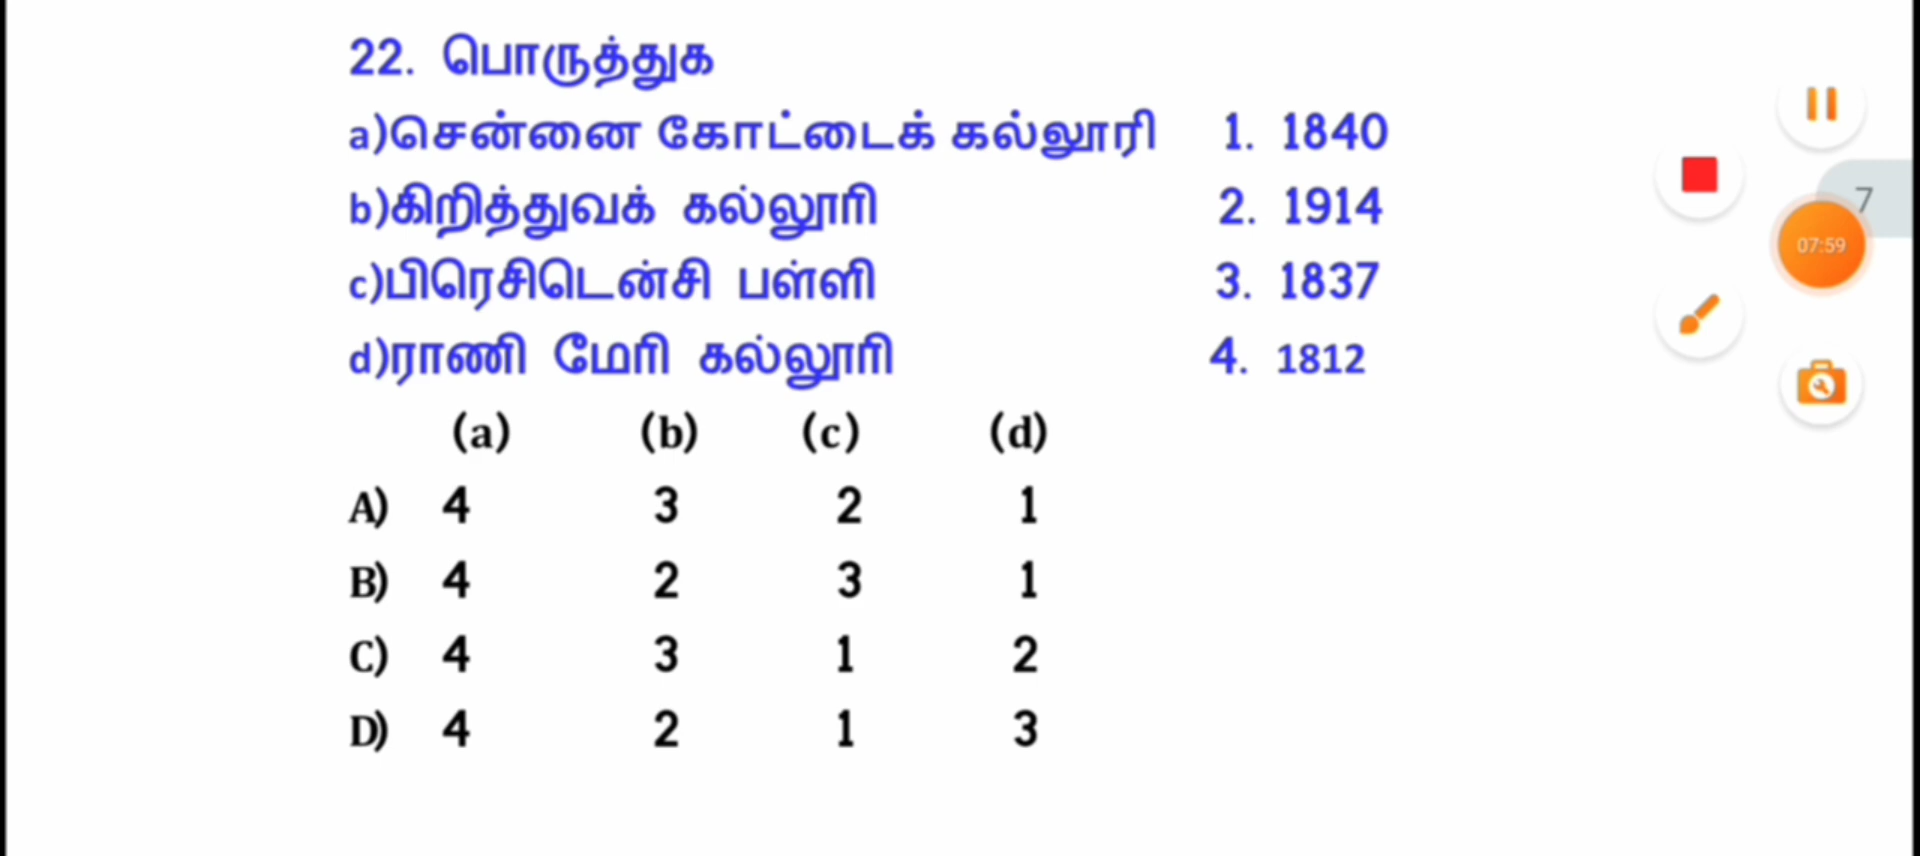 22. பொருத்துக
a)சென்னை கோட்டைக் கல்லூரி 1. 1840
b)கிறித்துவக் கல்லூரி 2. 1914
c)பிரெசிடென்சி பள்ளி 3. 1837
d)ராணி மேரி கல்லூரி 4. 1812
(a) (b) (c) (d)
A) 4 3 2 1
B) 4 2 3 1
C) 4 3 1 2
D) 4 2 1 3
7
07:59